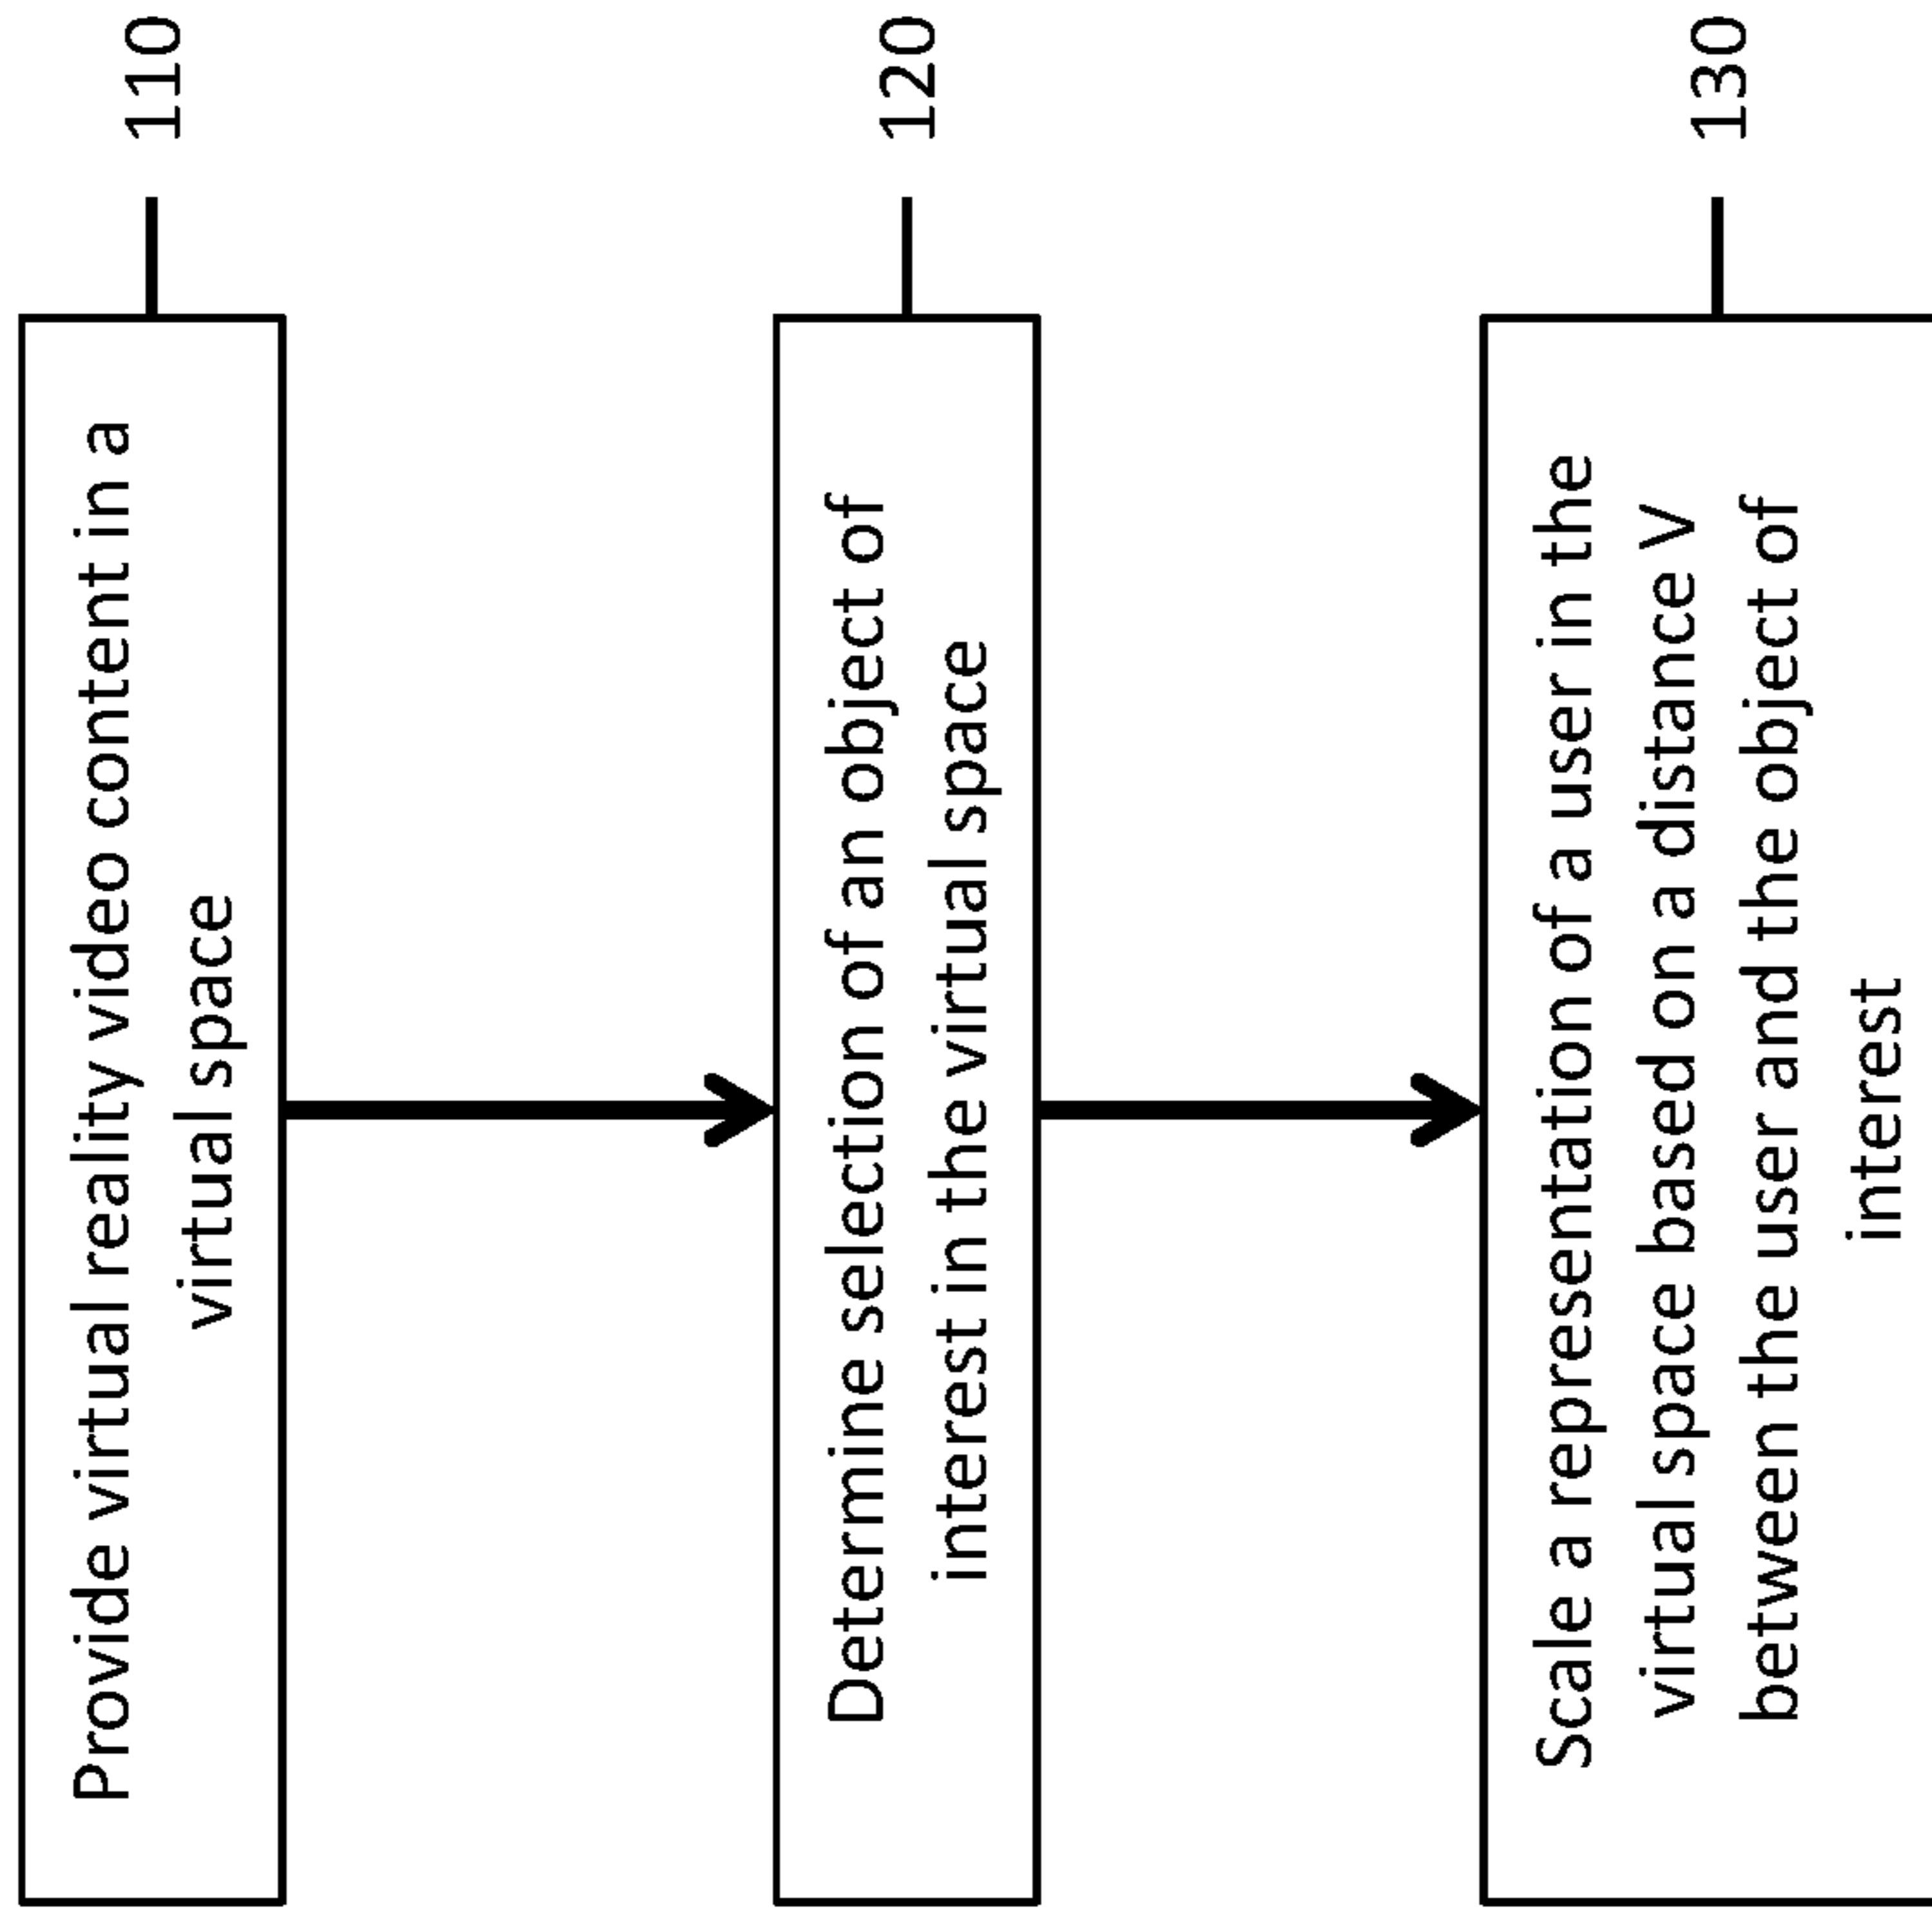 Provide virtual reality video content in a
virtual space
110
Determine selection of an object of
interest in the virtual space
120
Scale a representation of a user in the
virtual space based on a distance V
between the user and the object of
interest
130